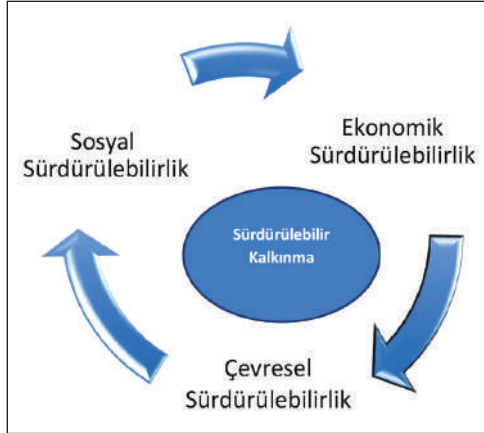 Sosyal
Sürdürülebilirlik
Ekonomik
Sürdürülebilirlik
Sürdürülebilir
Kalkınma
Çevresel
Sürdürülebilirlik